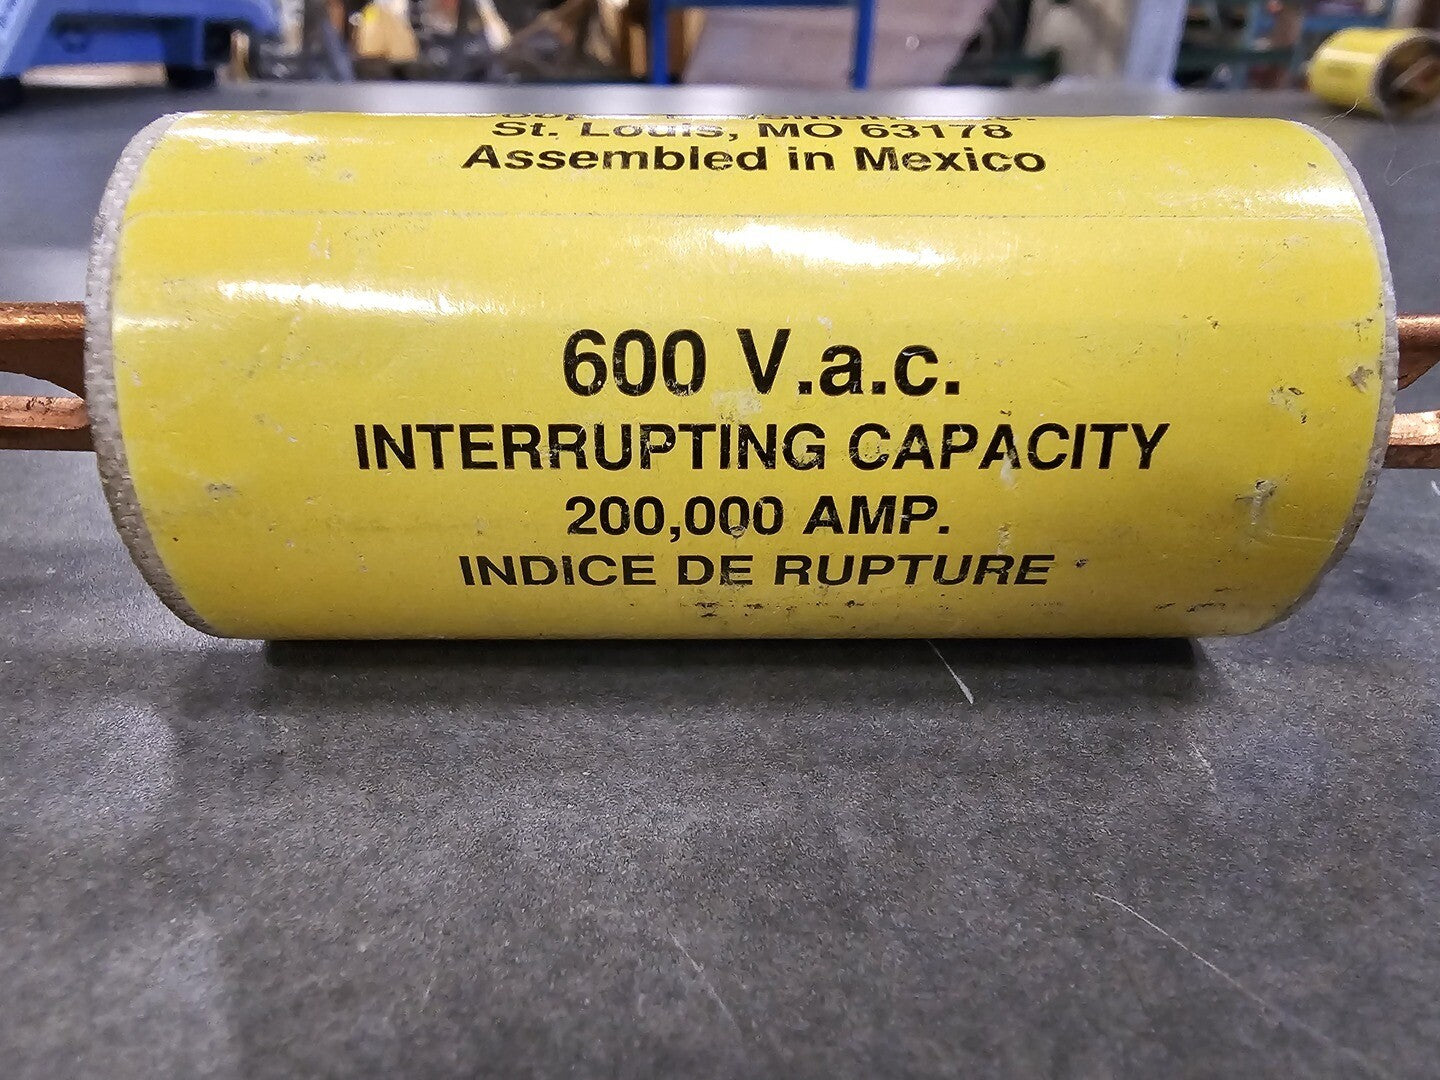 St. Louis, MO 63178
Assembled in Mexico
600 V.a.c.
INTERRUPTING CAPACITY
200,000 AMP.
INDICE DE RUPTURE